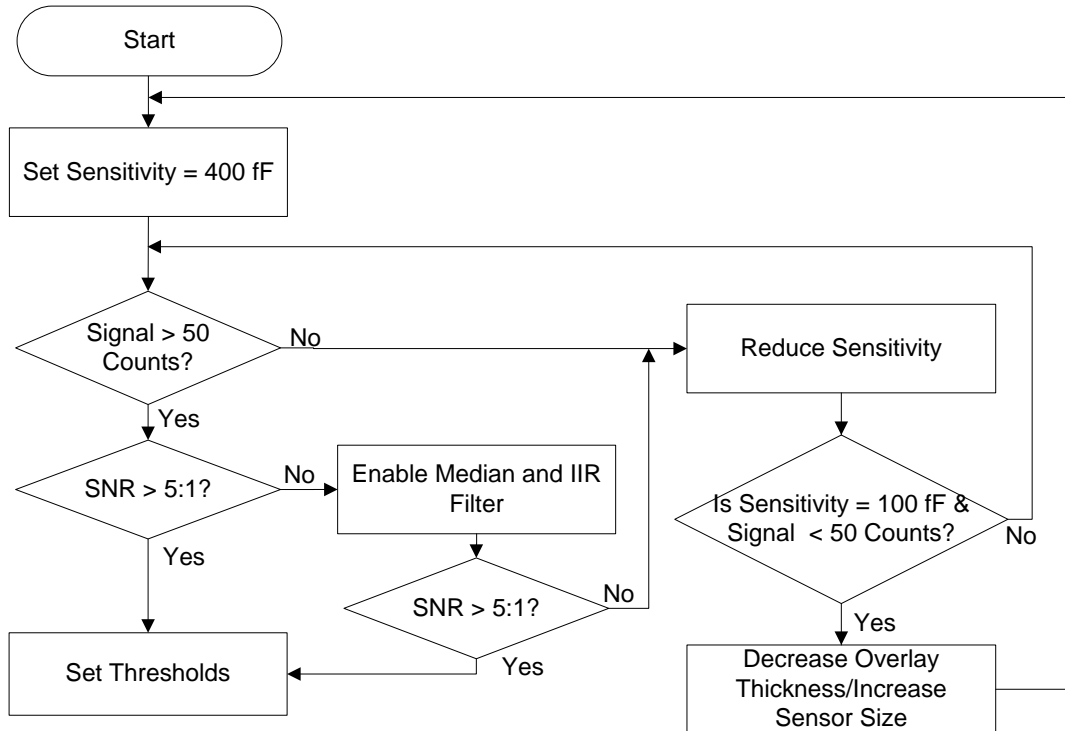 Start
Set Sensitivity = 400 fF
Signal > 50
Counts?
No
Yes
Reduce Sensitivity
SNR > 5:1?
No
Yes
Enable Median and IIR
Filter
Is Sensitivity = 100 fF &
Signal < 50 Counts?
No
Yes
SNR > 5:1?
No
Yes
Set Thresholds
Decrease Overlay
Thickness/Increase
Sensor Size